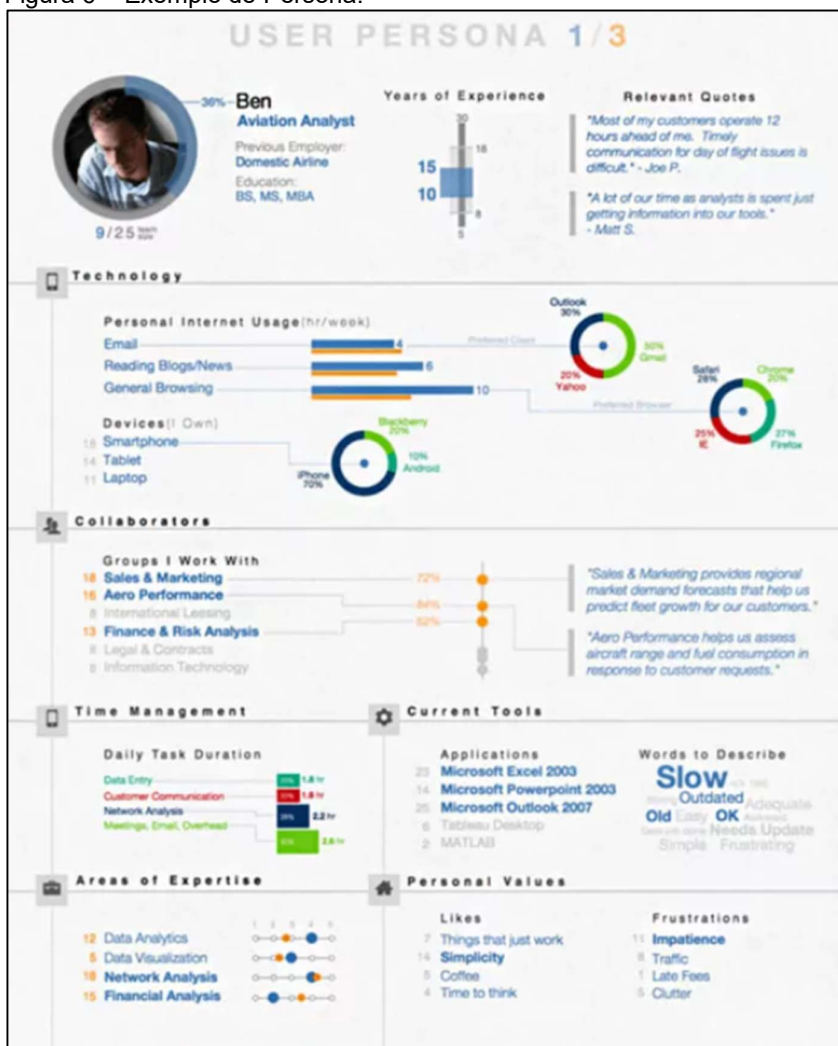 Figura 6 – Exemplo de Persona.
USER PERSONA 1/3
36% Ben
Aviation Analyst
Previous Employer:
Domestic Airline
Education:
BS, MS, MBA
9/25 team size
Years of Experience
30
18
15
10
8
5
Relevant Quotes
"Most of my customers operate 12
hours ahead of me. Timely
communication for day of flight issues is
difficult." - Joe P.
"A lot of our time as analysts is spent just
getting information into our tools."
- Matt S.
Technology
Personal Internet Usage(hr/week)
Email 4
Reading Blogs/News 6
General Browsing 10
Preferred Client
Outlook
30%
50%
Gmail
20%
Yahoo
Preferred Browser
Safari
28%
Chrome
20%
25%
IE
27%
Firefox
Devices(I Own)
18 Smartphone
14 Tablet
11 Laptop
Blackberry
20%
10%
Android
iPhone
70%
Collaborators
Groups I Work With
18 Sales & Marketing 72%
16 Aero Performance 64%
International Leasing
13 Finance & Risk Analysis 52%
Legal & Contracts
Information Technology
"Sales & Marketing provides regional
market demand forecasts that help us
predict fleet growth for our customers."
"Aero Performance helps us assess
aircraft range and fuel consumption in
response to customer requests."
Time Management
Daily Task Duration
Data Entry 1.8 hr
Customer Communication 1.8 hr
Network Analysis 2.2 hr
Meetings, Email, Overhead 2.6 hr
Current Tools
Applications
23 Microsoft Excel 2003
14 Microsoft Powerpoint 2003
25 Microsoft Outlook 2007
6 Tableau Desktop
2 MATLAB
Words to Describe
Slow
Outdated
Adequate
Old Easy OK
Needs Update
Simple Frustrating
Areas of Expertise
1 2 3 4 5
12 Data Analytics
5 Data Visualization
18 Network Analysis
15 Financial Analysis
Personal Values
Likes
7 Things that just work
14 Simplicity
5 Coffee
4 Time to think
Frustrations
11 Impatience
8 Traffic
1 Late Fees
5 Clutter